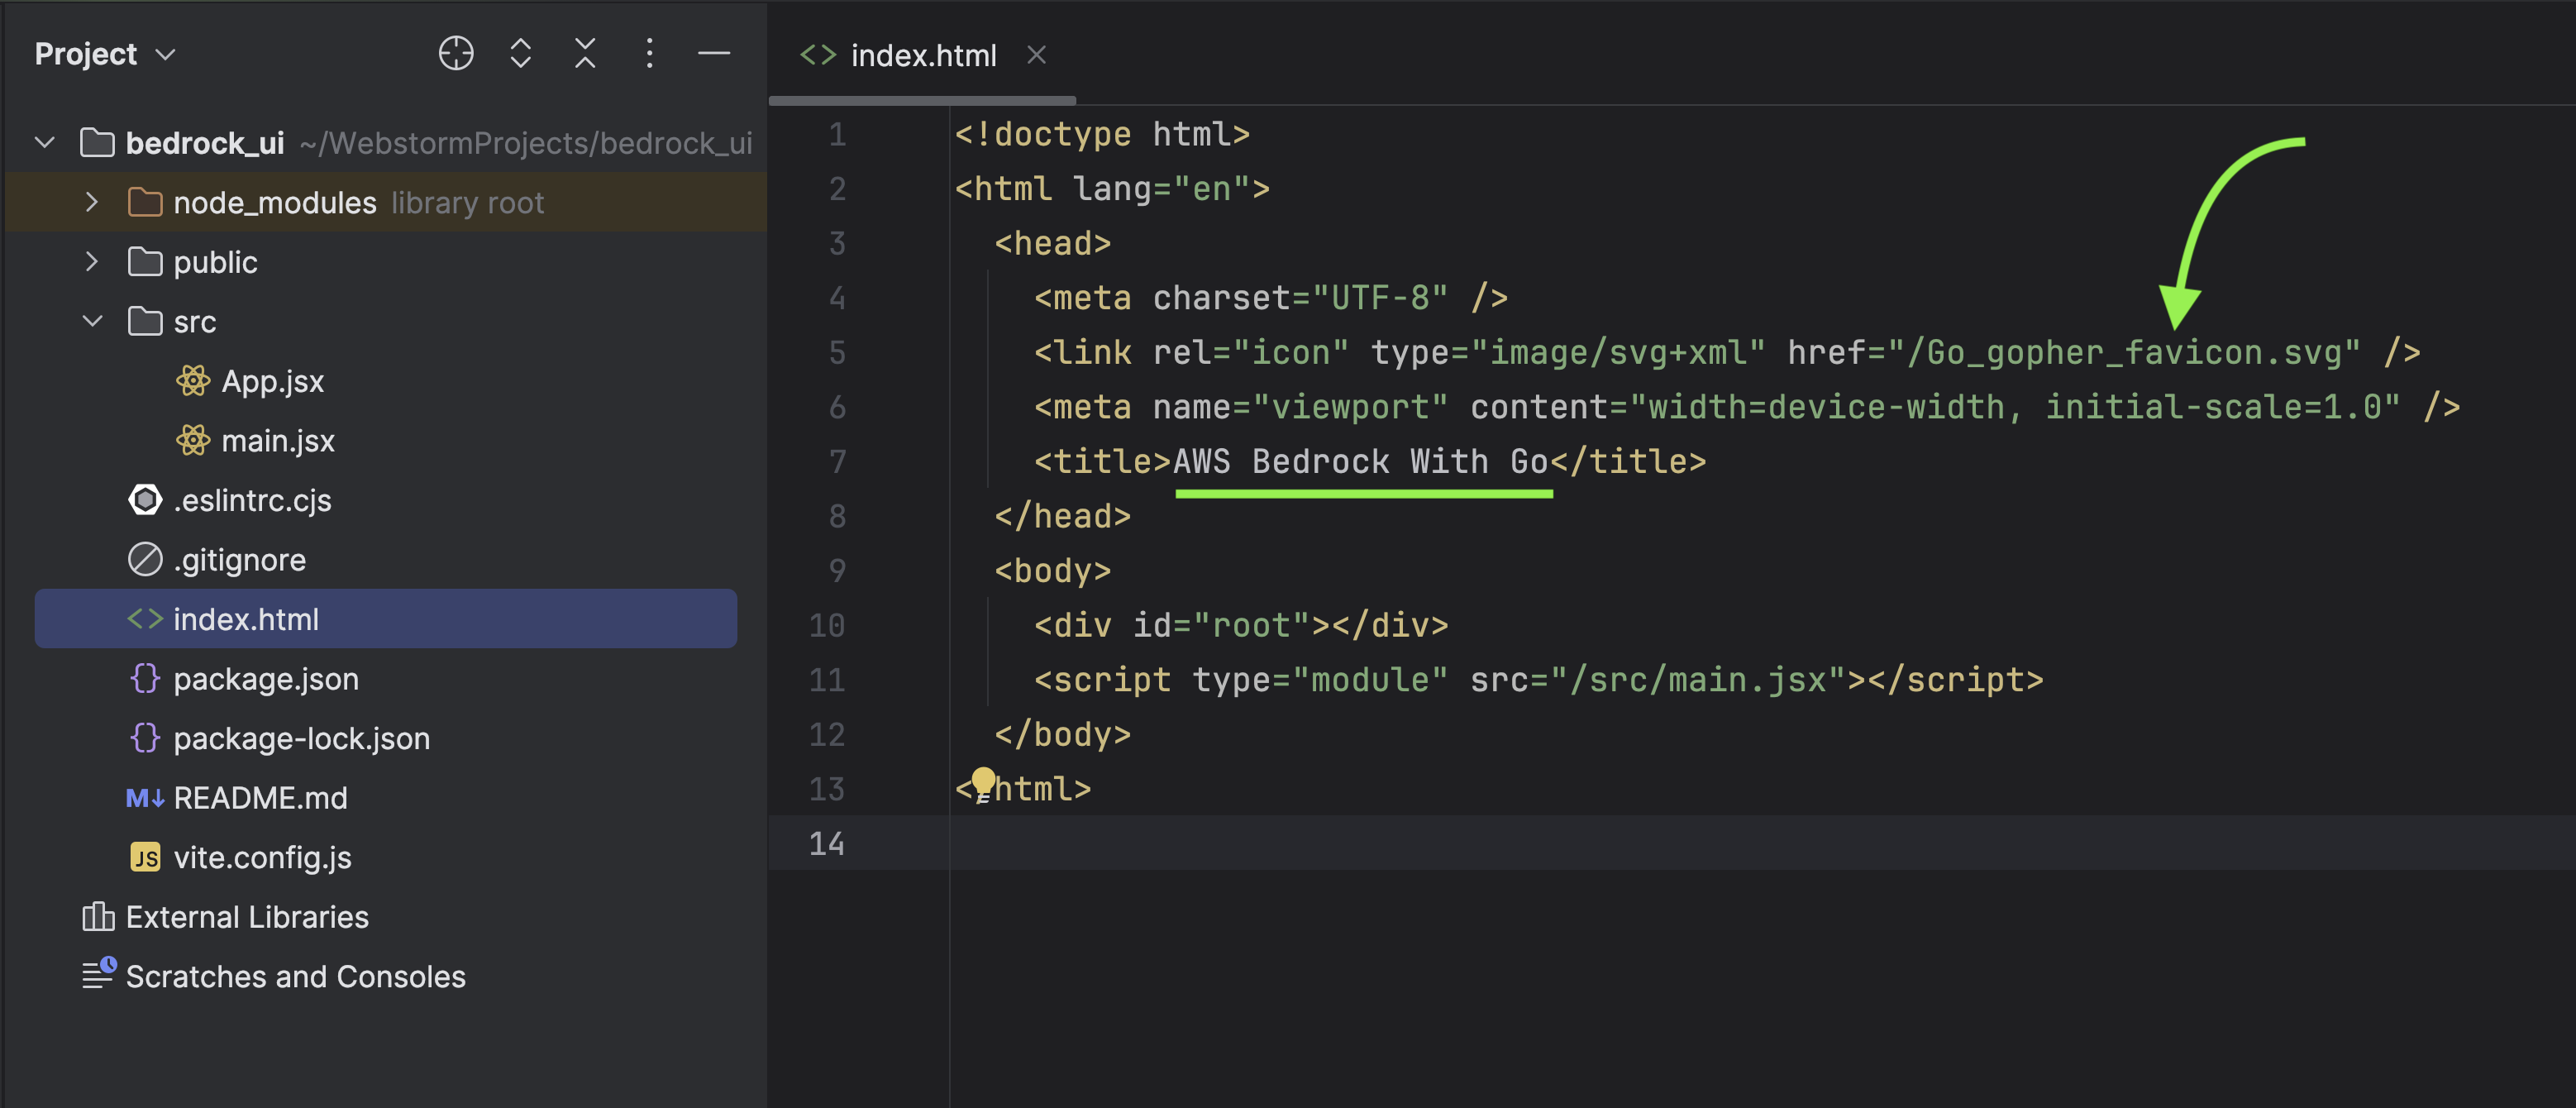 Project
bedrock_ui ~/WebstormProjects/bedrock_ui
node_modules library root
public
src
App.jsx
main.jsx
.eslintrc.cjs
.gitignore
index.html
package.json
package-lock.json
M↓ README.md
JS vite.config.js
External Libraries
Scratches and Consoles
<> index.html
1 <!doctype html>
2 <html lang="en">
3 <head>
4 <meta charset="UTF-8" />
5 <link rel="icon" type="image/svg+xml" href="/Go_gopher_favicon.svg" />
6 <meta name="viewport" content="width=device-width, initial-scale=1.0" />
7 <title>AWS Bedrock With Go</title>
8 </head>
9 <body>
10 <div id="root"></div>
11 <script type="module" src="/src/main.jsx"></script>
12 </body>
13 < html>
14